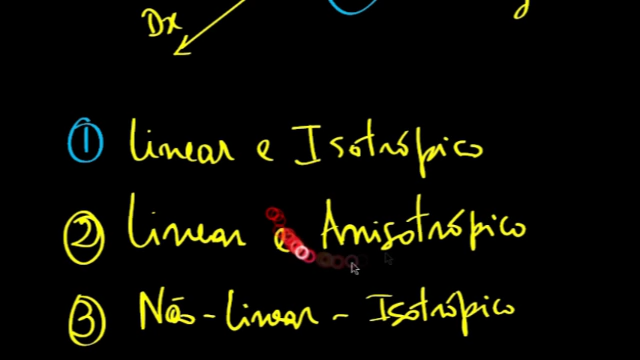 Dx
① Linear e Isotrópico
② Linear e Anisotrópico
③ Não-Linear - Isotrópico